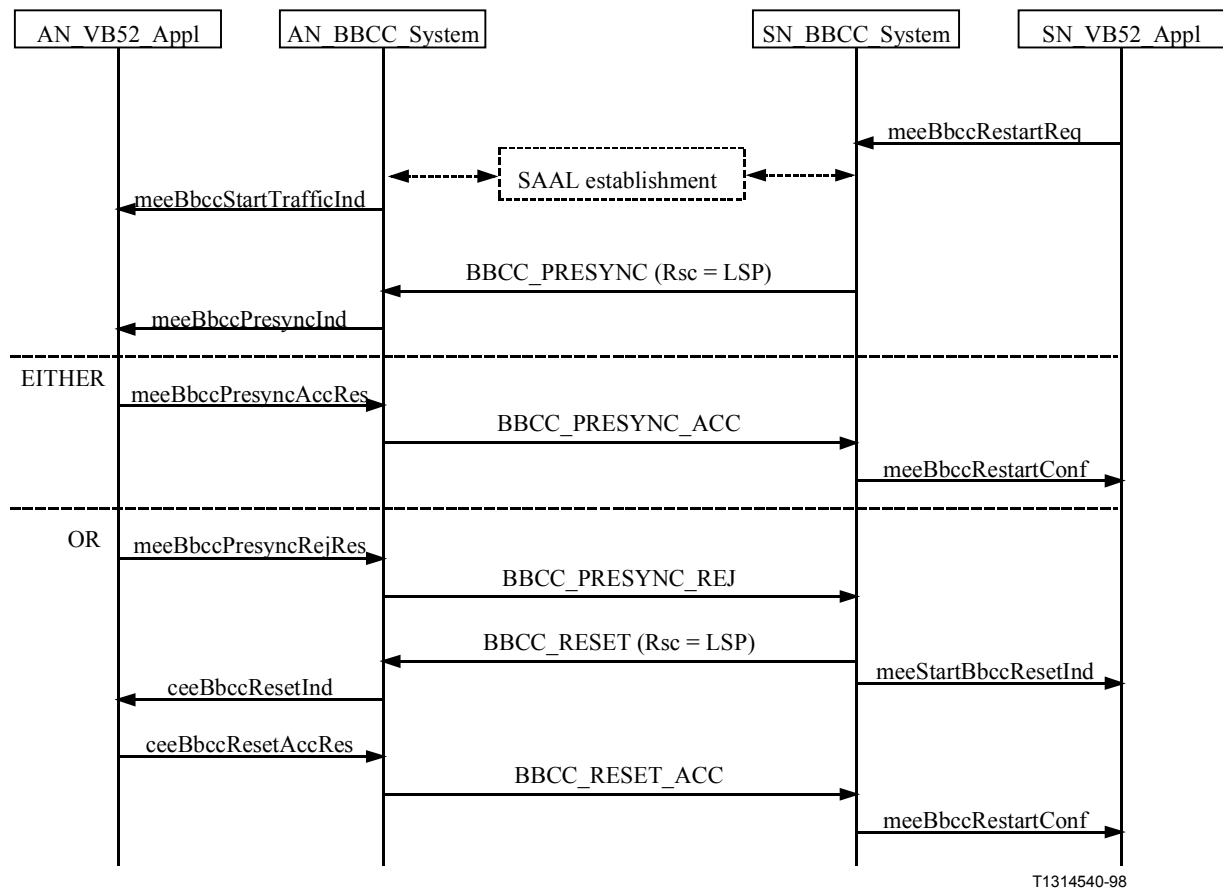 AN_VB52_Appl
AN_BBCC_System
SN_BBCC_System
SN_VB52_Appl
meeBbccRestartReq
SAAL establishment
meeBbccStartTrafficInd
BBCC_PRESYNC (Rsc = LSP)
meeBbccPresyncInd
EITHER
meeBbccPresyncAccRes
BBCC_PRESYNC_ACC
meeBbccRestartConf
OR
meeBbccPresyncRejRes
BBCC_PRESYNC_REJ
BBCC_RESET (Rsc = LSP)
meeStartBbccResetInd
ceeBbccResetInd
ceeBbccResetAccRes
BBCC_RESET_ACC
meeBbccRestartConf
T1314540-98